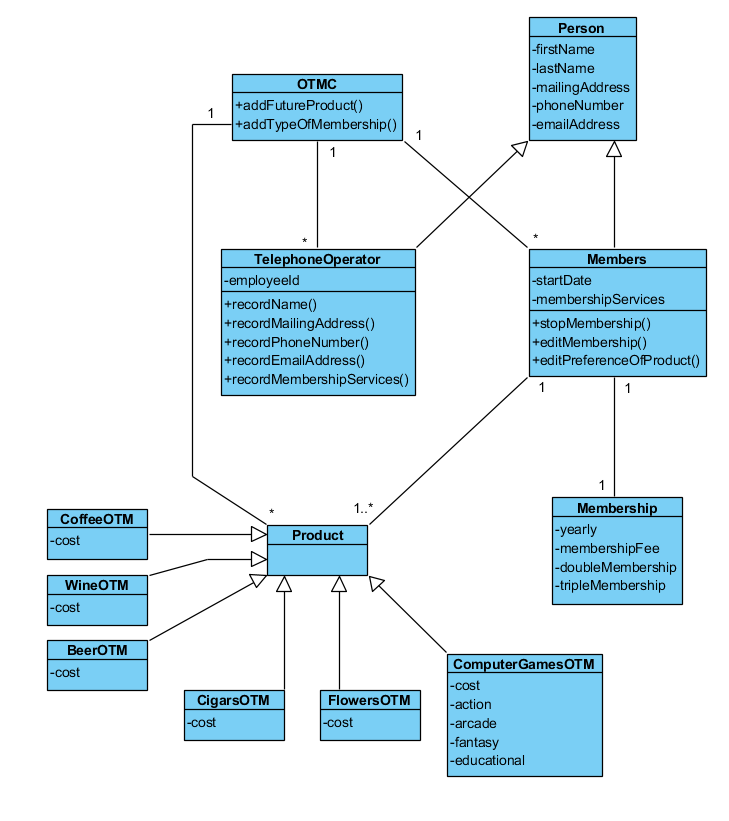 Person
-firstName
-lastName
-mailingAddress
-phoneNumber
-emailAddress
OTMC
+addFutureProduct()
+addTypeOfMembership()
1
1
1
*
*
TelephoneOperator
-employeeId
+recordName()
+recordMailingAddress()
+recordPhoneNumber()
+recordEmailAddress()
+recordMembershipServices()
Members
-startDate
-membershipServices
+stopMembership()
+editMembership()
+editPreferenceOfProduct()
1
1
1
*
1..*
Membership
-yearly
-membershipFee
-doubleMembership
-tripleMembership
CoffeeOTM
-cost
Product
WineOTM
-cost
BeerOTM
-cost
CigarsOTM
-cost
FlowersOTM
-cost
ComputerGamesOTM
-cost
-action
-arcade
-fantasy
-educational